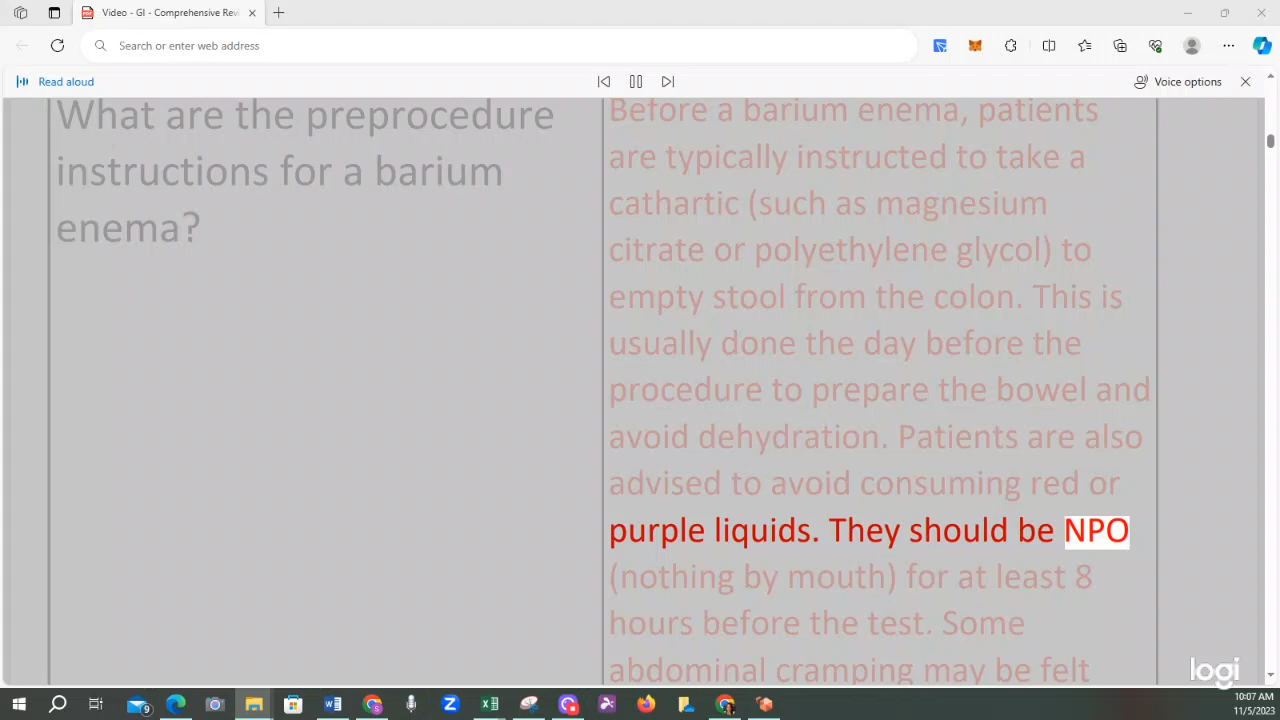 Video - GI - Comprehensive Revi
Search or enter web address
Read aloud
Voice options
What are the preprocedure
instructions for a barium
enema?
Before a barium enema, patients
are typically instructed to take a
cathartic (such as magnesium
citrate or polyethylene glycol) to
empty stool from the colon. This is
usually done the day before the
procedure to prepare the bowel and
avoid dehydration. Patients are also
advised to avoid consuming red or
purple liquids. They should be NPO
(nothing by mouth) for at least 8
hours before the test. Some
abdominal cramping may be felt
logi
10:07 AM
11/5/2023